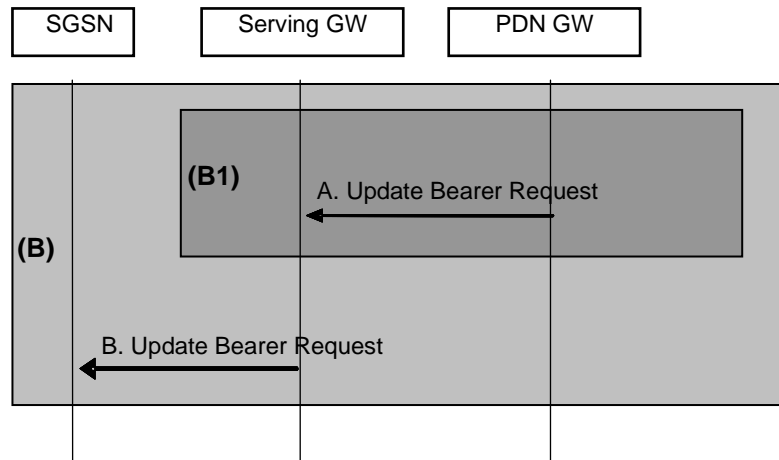 SGSN
Serving GW
PDN GW
(B1)
A. Update Bearer Request
(B)
B. Update Bearer Request